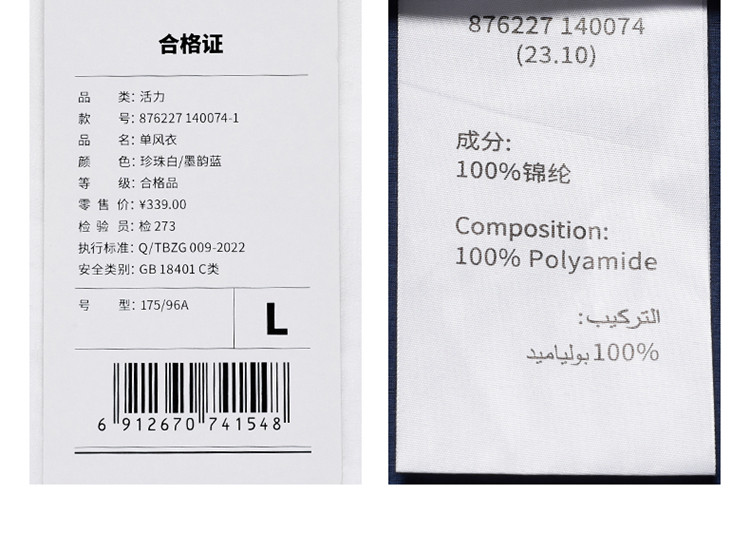 合格证
品 类: 活力
款 号: 876227 140074-1
品 名: 单风衣
颜 色: 珍珠白/墨韵蓝
等 级: 合格品
零 售 价: ¥339.00
检 验 员: 检 273
执行标准: Q/TBZG 009-2022
安全类别: GB 18401 C类
号 型: 175/96A
L
6 912670 741548
876227 140074
(23.10)
成分:
100%锦纶
Composition:
100% Polyamide
التركيب:
100% بولياميد